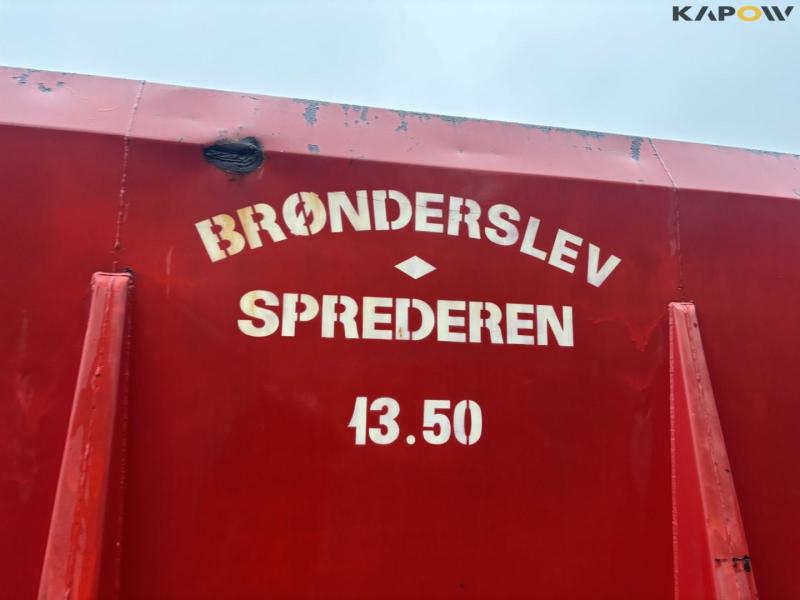 KAPOW
BRØNDERSLEV
SPREDEREN
13.50